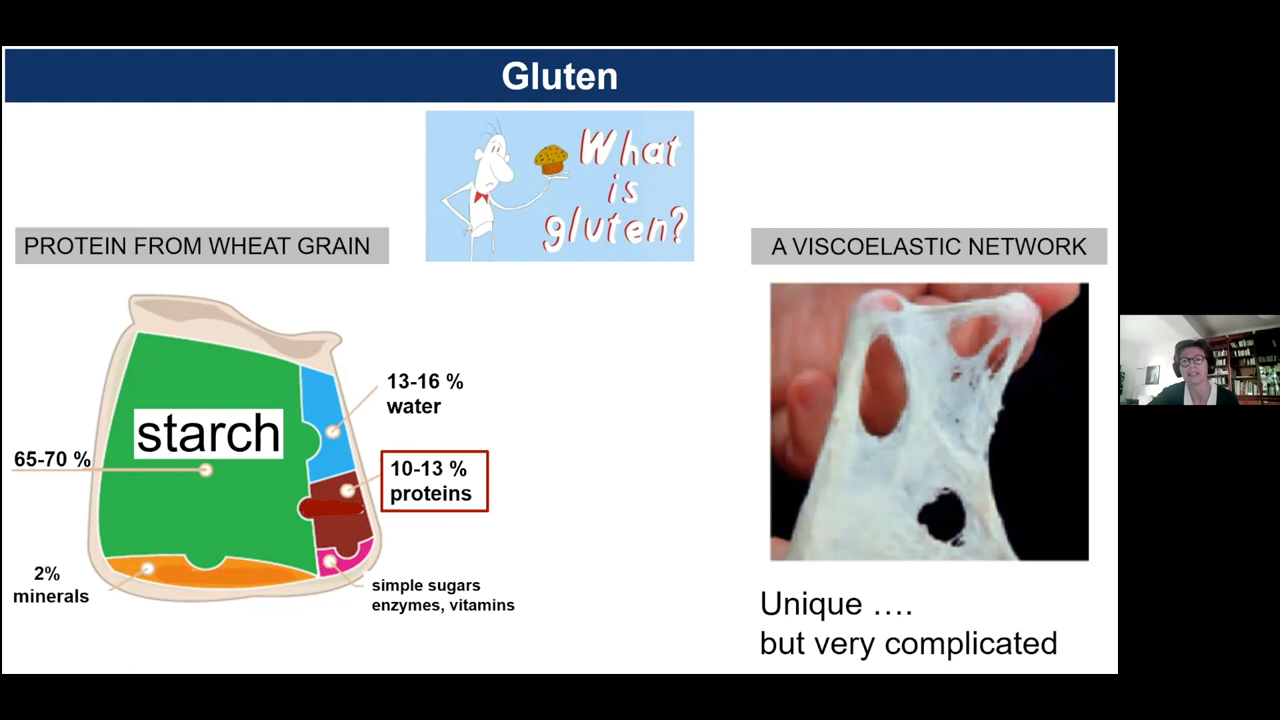 Gluten
What
is
gluten?
PROTEIN FROM WHEAT GRAIN
A VISCOELASTIC NETWORK
starch
65-70 %
13-16 %
water
10-13 %
proteins
2%
minerals
simple sugars
enzymes, vitamins
Unique ….
but very complicated